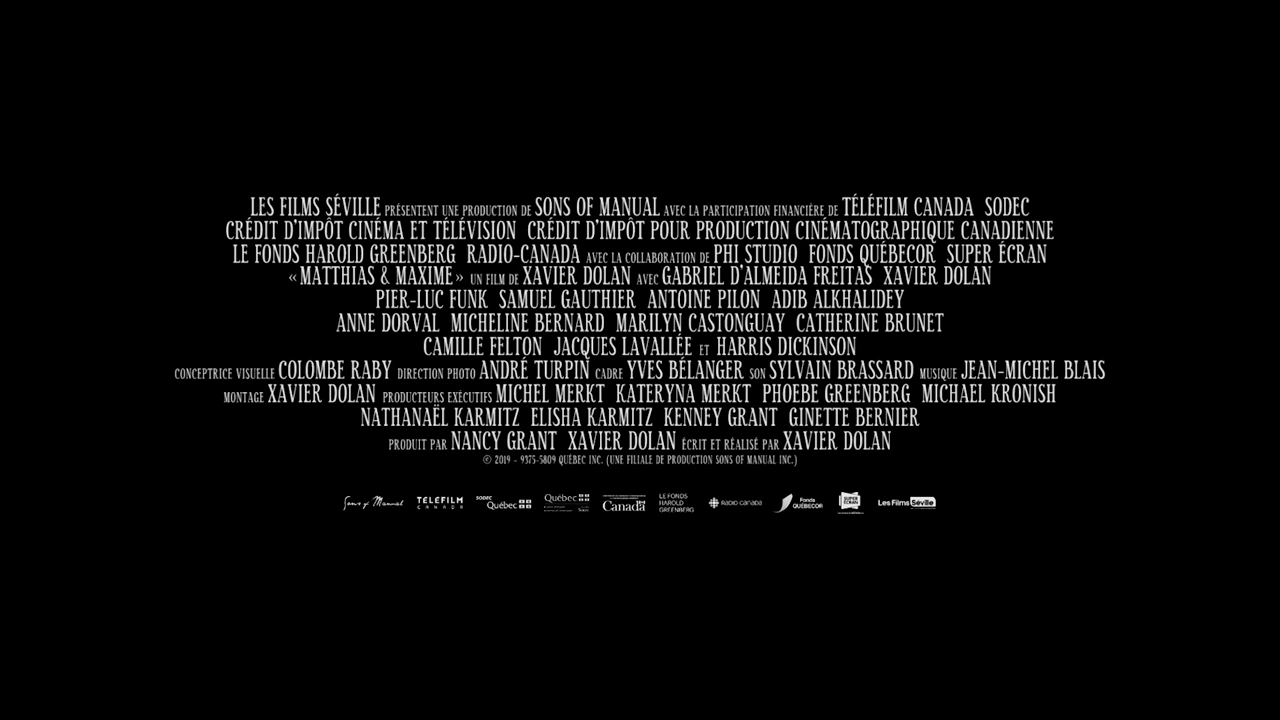 LES FILMS SÉVILLE PRÉSENTENT UNE PRODUCTION DE SONS OF MANUAL AVEC LA PARTICIPATION FINANCIÈRE DE TÉLÉFILM CANADA SODEC
CRÉDIT D'IMPÔT CINÉMA ET TÉLÉVISION CRÉDIT D'IMPÔT POUR PRODUCTION CINÉMATOGRAPHIQUE CANADIENNE
LE FONDS HAROLD GREENBERG RADIO-CANADA AVEC LA COLLABORATION DE PHI STUDIO FONDS QUÉBECOR SUPER ÉCRAN
« MATTHIAS & MAXIME » UN FILM DE XAVIER DOLAN AVEC GABRIEL D'ALMEIDA FREITAS XAVIER DOLAN
PIER-LUC FUNK SAMUEL GAUTHIER ANTOINE PILON ADIB ALKHALIDEY
ANNE DORVAL MICHELINE BERNARD MARILYN CASTONGUAY CATHERINE BRUNET
CAMILLE FELTON JACQUES LAVALLÉE ET HARRIS DICKINSON
CONCEPTRICE VISUELLE COLOMBE RABY DIRECTION PHOTO ANDRÉ TURPIN CADRE YVES BÉLANGER SON SYLVAIN BRASSARD MUSIQUE JEAN-MICHEL BLAIS
MONTAGE XAVIER DOLAN PRODUCTEURS EXÉCUTIFS MICHEL MERKT KATERYNA MERKT PHOEBE GREENBERG MICHAEL KRONISH
NATHANAËL KARMITZ ELISHA KARMITZ KENNEY GRANT GINETTE BERNIER
PRODUIT PAR NANCY GRANT XAVIER DOLAN ÉCRIT ET RÉALISÉ PAR XAVIER DOLAN
© 2019 - 9375-5809 QUÉBEC INC. (UNE FILIALE DE PRODUCTION SONS OF MANUAL INC.)
Sons of Manual
TÉLÉFILM
CANADA
SODEC
Québec
Québec
Canada
LE FONDS
HAROLD
GREENBERG
RADIO-CANADA
Fonds
QUÉBECOR
SUPER
ÉCRAN
Les Films Séville